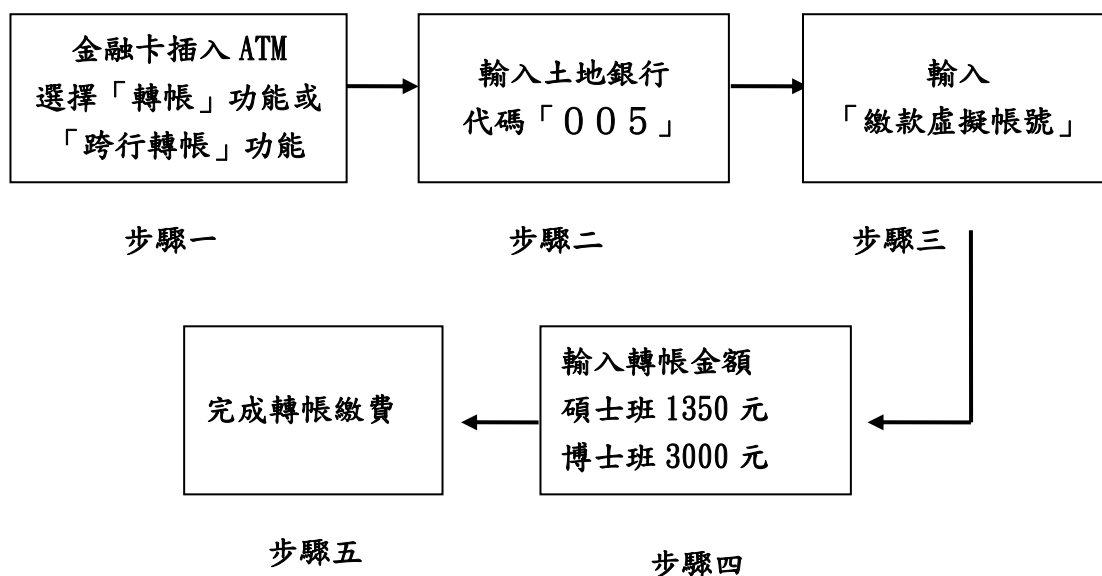 金融卡插入 ATM
選擇「轉帳」功能或
「跨行轉帳」功能
步驟一
輸入土地銀行
代碼「００５」
步驟二
輸入
「繳款虛擬帳號」
步驟三
輸入轉帳金額
碩士班 1350 元
博士班 3000 元
步驟四
完成轉帳繳費
步驟五